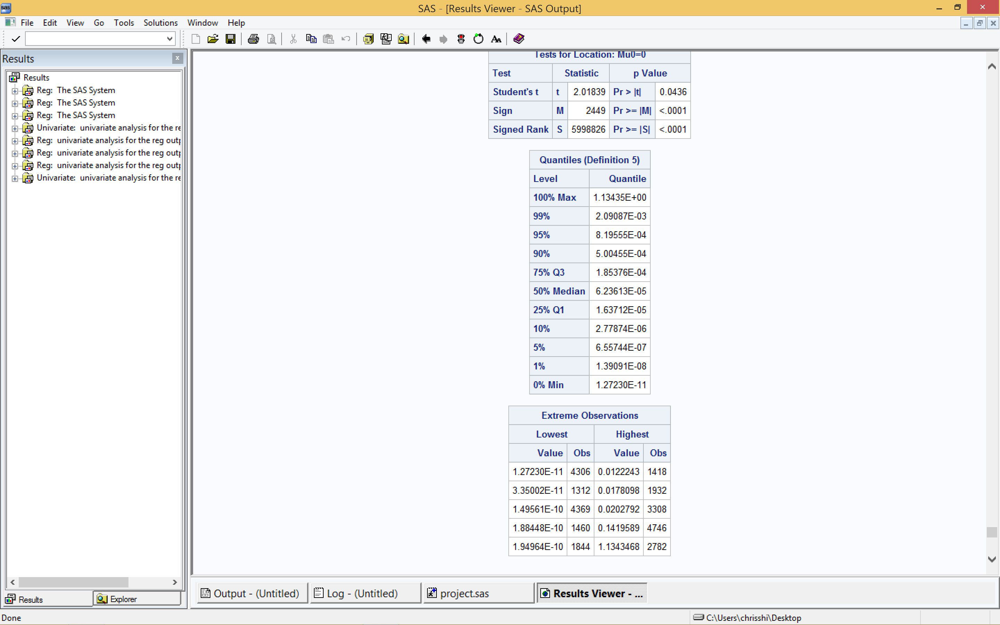 sas
SAS - [Results Viewer - SAS Output]
File Edit View Go Tools Solutions Window Help
Results
Results
Reg: The SAS System
Reg: The SAS System
Reg: The SAS System
Univariate: univariate analysis for the re
Reg: univariate analysis for the reg outp
Reg: univariate analysis for the reg outp
Reg: univariate analysis for the reg outp
Univariate: univariate analysis for the re
Tests for Location: Mu0=0
Test Statistic p Value
Student's t t 2.01839 Pr > |t| 0.0436
Sign M 2449 Pr >= |M| <.0001
Signed Rank S 5998826 Pr >= |S| <.0001
Quantiles (Definition 5)
Level Quantile
100% Max 1.13435E+00
99% 2.09087E-03
95% 8.19555E-04
90% 5.00455E-04
75% Q3 1.85376E-04
50% Median 6.23613E-05
25% Q1 1.63712E-05
10% 2.77874E-06
5% 6.55744E-07
1% 1.39091E-08
0% Min 1.27230E-11
Extreme Observations
Lowest Highest
Value Obs Value Obs
1.27230E-11 4306 0.0122243 1418
3.35002E-11 1312 0.0178098 1932
1.49561E-10 4369 0.0202792 3308
1.88448E-10 1460 0.1419589 4746
1.94964E-10 1844 1.1343468 2782
Results Explorer
Output - (Untitled) Log - (Untitled) project.sas Results Viewer - ...
Done C:\Users\chrisshi\Desktop